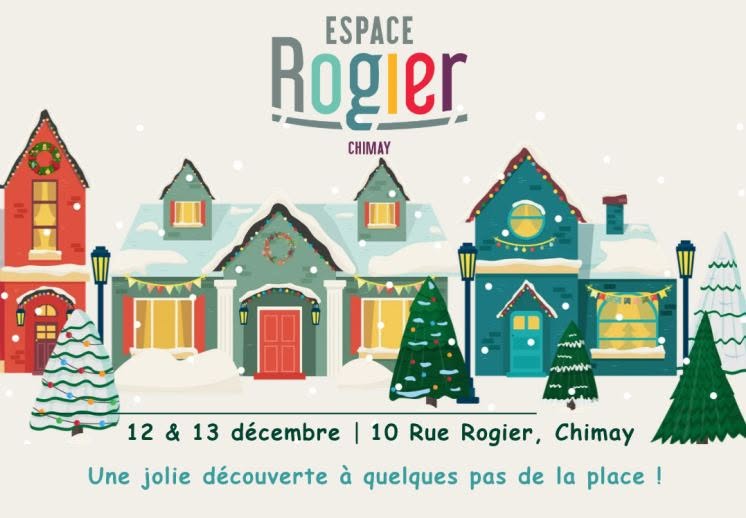 ESPACE
Rogier
CHIMAY
12 & 13 décembre | 10 Rue Rogier, Chimay
Une jolie découverte à quelques pas de la place !